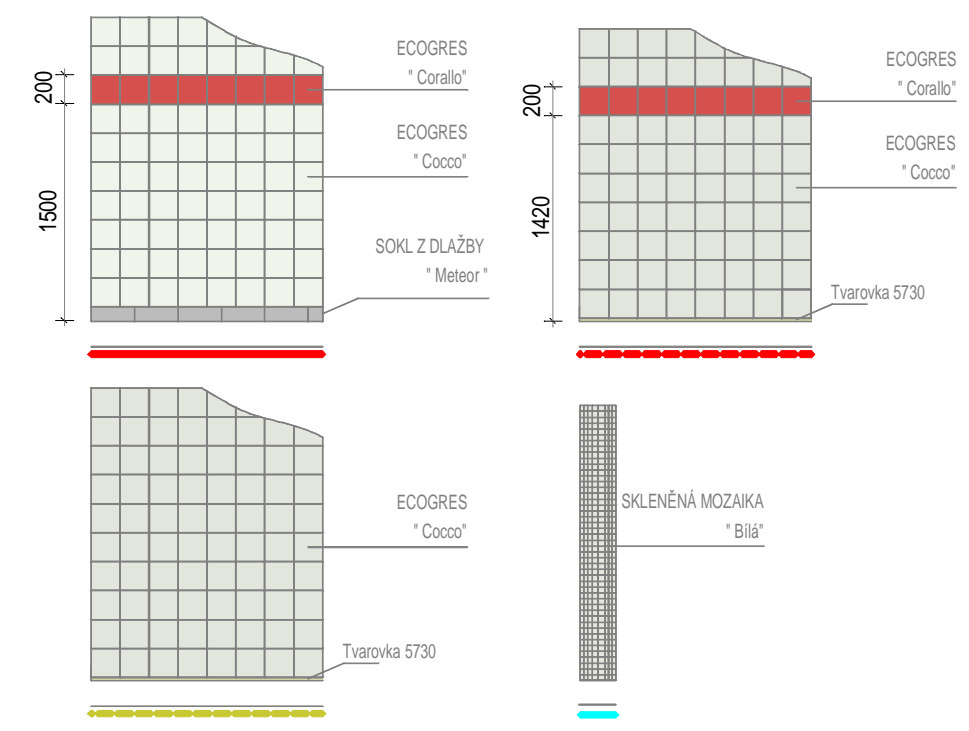 ECOGRES
" Corallo"
200
ECOGRES
" Cocco"
1500
SOKL Z DLAŽBY
" Meteor "
ECOGRES
" Corallo"
200
ECOGRES
" Cocco"
1420
Tvarovka 5730
ECOGRES
" Cocco"
Tvarovka 5730
SKLENĚNÁ MOZAIKA
" Bílá"